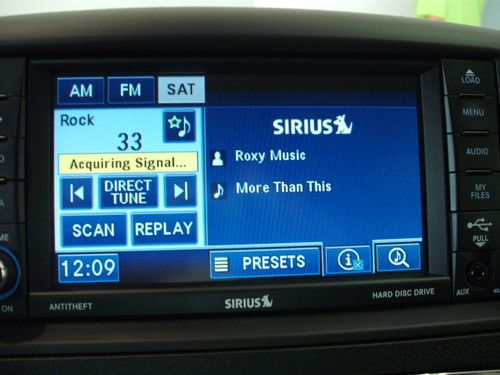 AM FM SAT
Rock
33
Acquiring Signal...
DIRECT
TUNE
SCAN REPLAY
12:09
SIRIUS
Roxy Music
More Than This
PRESETS
LOAD
MENU
AUDIO
MY
FILES
PULL
AUX
ON
ANTITHEFT
SIRIUS
HARD DISC DRIVE